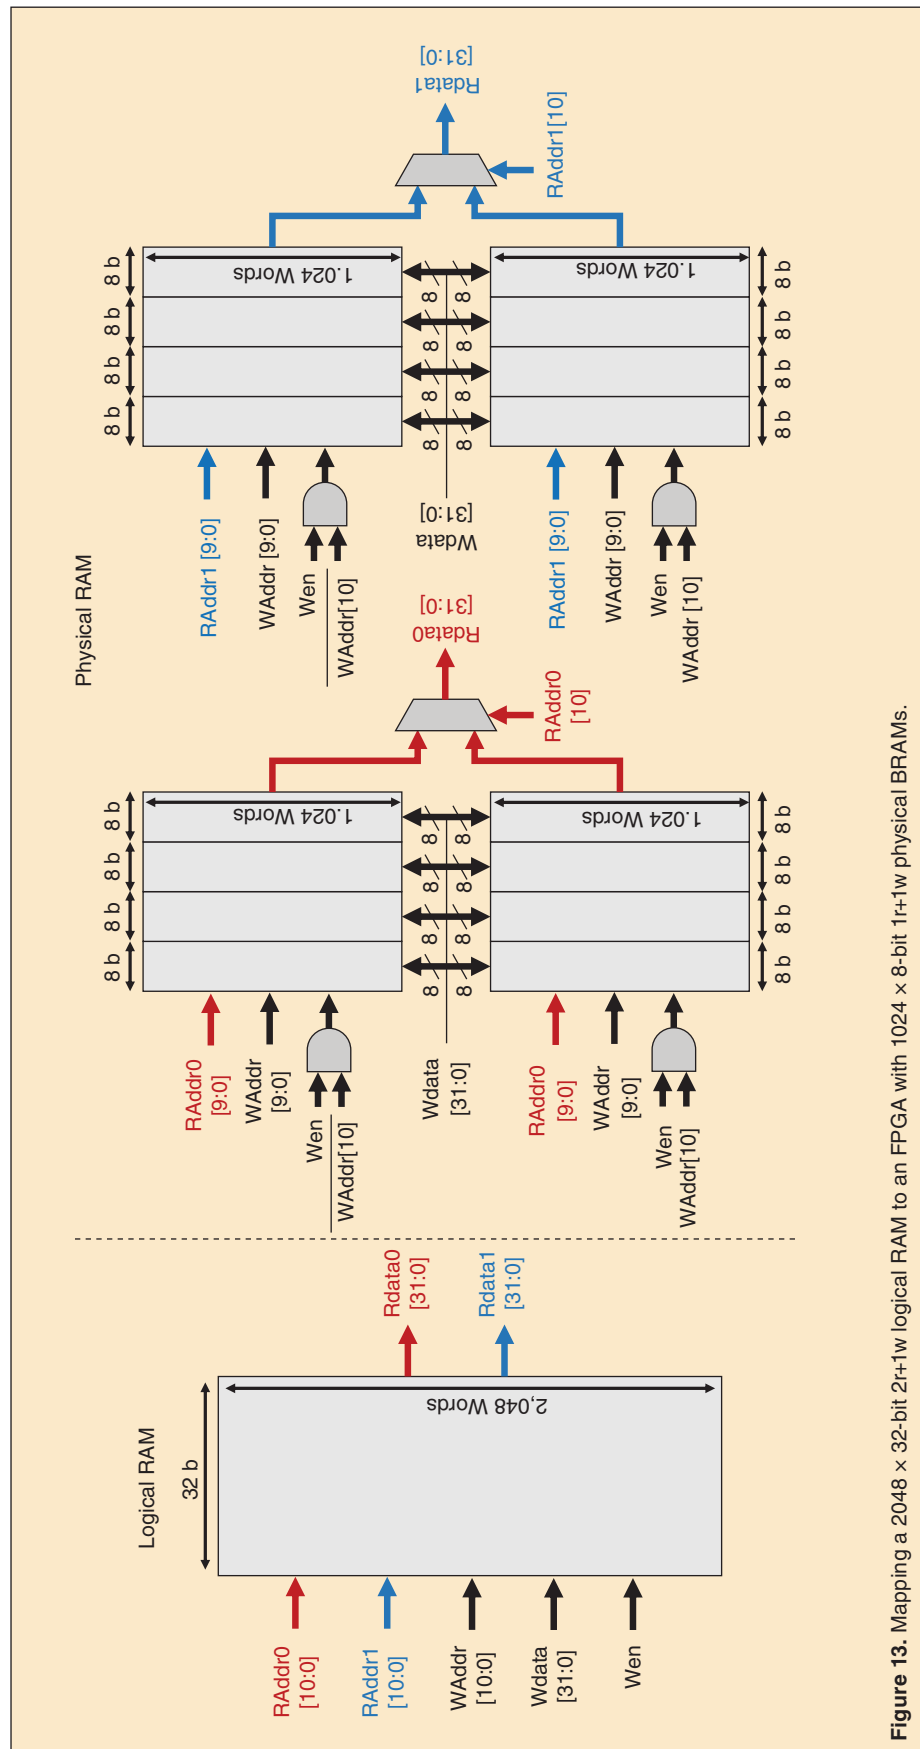 Logical RAM
32 b
2,048 Words
RAddr0
[10:0]
RAddr1
[10:0]
WAddr
[10:0]
Wdata
[31:0]
Wen
Rdata0
[31:0]
Rdata1
[31:0]
Physical RAM
8 b
8 b
8 b
8 b
1.024 Words
RAddr0
[9:0]
WAddr
[9:0]
Wen
WAddr[10]
Wdata
[31:0]
8
8
8
8
8
8
8
8
RAddr0
[9:0]
WAddr
[9:0]
Wen
WAddr[10]
1.024 Words
8 b
8 b
8 b
8 b
Rdata0
[31:0]
RAddr0
[10]
8 b
8 b
8 b
8 b
1.024 Words
RAddr1 [9:0]
WAddr [9:0]
Wen
WAddr[10]
Wdata
[31:0]
8
8
8
8
8
8
8
8
RAddr1 [9:0]
WAddr [9:0]
Wen
WAddr [10]
1.024 Words
8 b
8 b
8 b
8 b
Rdata1
[31:0]
RAddr1[10]
Figure 13. Mapping a 2048 × 32-bit 2r+1w logical RAM to an FPGA with 1024 × 8-bit 1r+1w physical BRAMs.